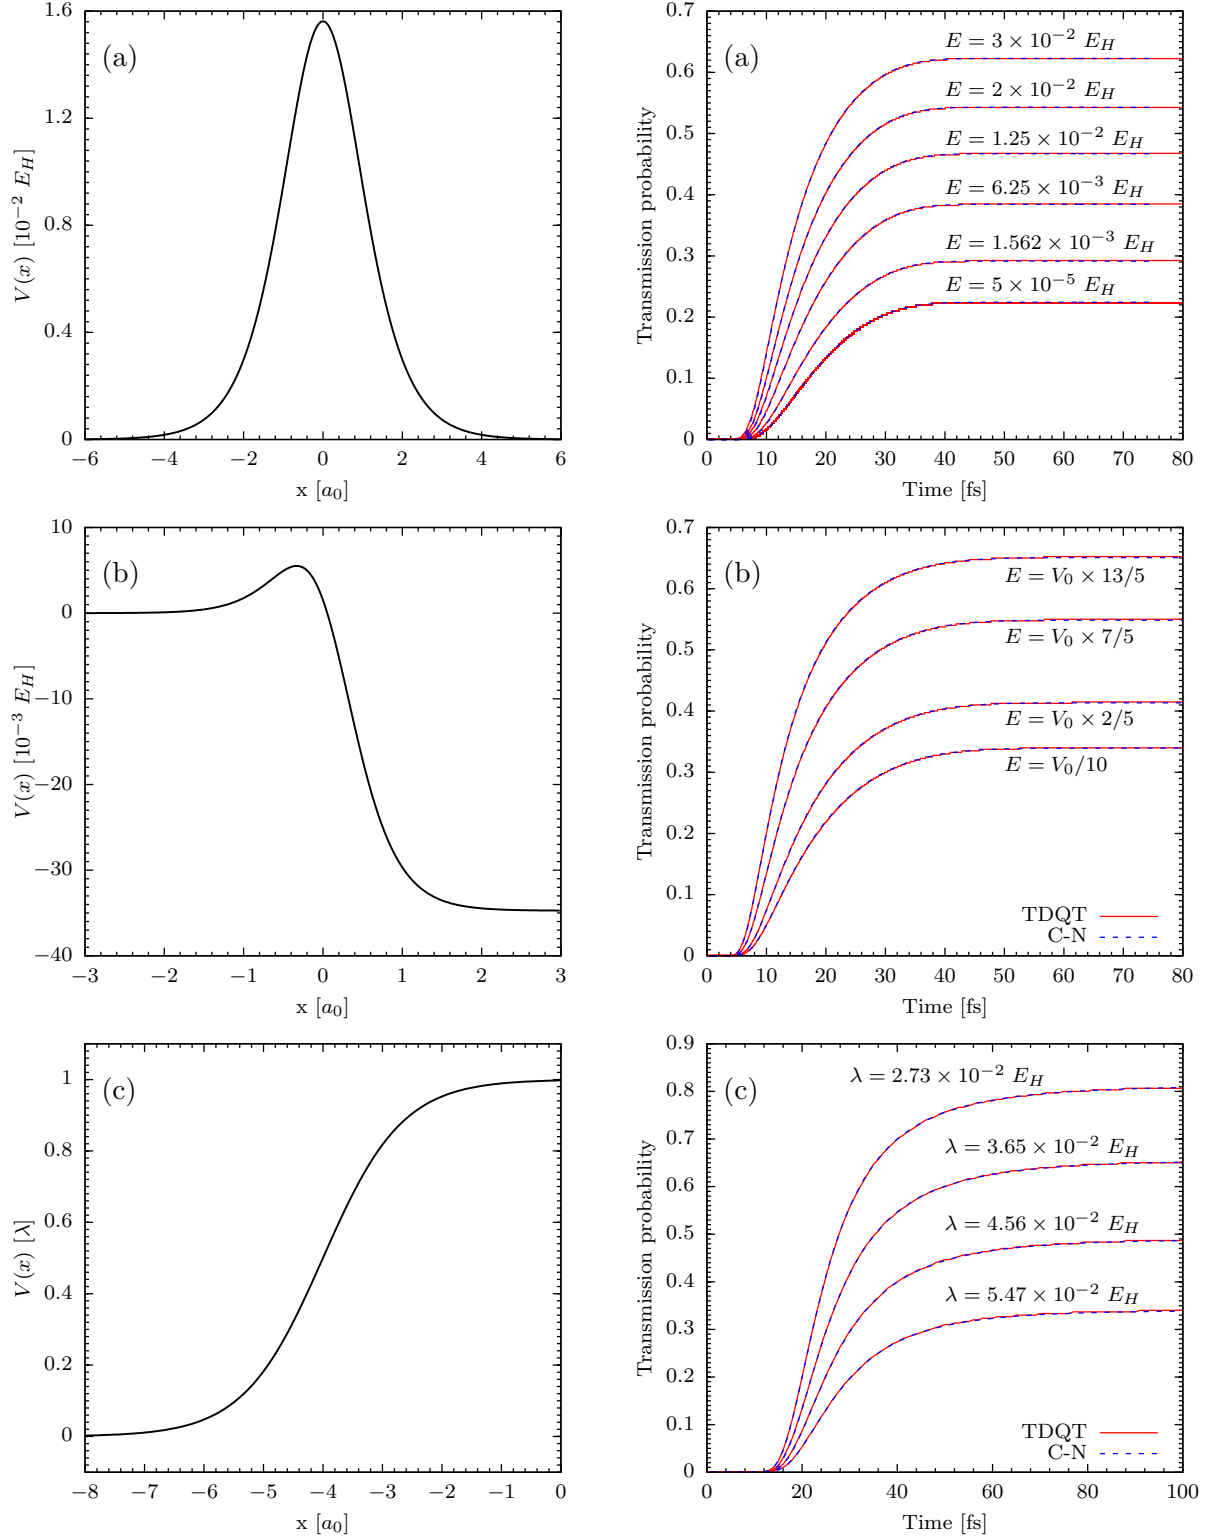 (a)
V(x) [10⁻² E_H]
1.6
1.2
0.8
0.4
0
−6 −4 −2 0 2 4 6
x [a₀]
(a)
Transmission probability
0.7
0.6
0.5
0.4
0.3
0.2
0.1
0
E = 3 × 10⁻² E_H
E = 2 × 10⁻² E_H
E = 1.25 × 10⁻² E_H
E = 6.25 × 10⁻³ E_H
E = 1.562 × 10⁻³ E_H
E = 5 × 10⁻⁵ E_H
0 10 20 30 40 50 60 70 80
Time [fs]
(b)
V(x) [10⁻³ E_H]
10
0
−10
−20
−30
−40
−3 −2 −1 0 1 2 3
x [a₀]
(b)
Transmission probability
0.7
0.6
0.5
0.4
0.3
0.2
0.1
0
E = V₀ × 13/5
E = V₀ × 7/5
E = V₀ × 2/5
E = V₀/10
TDQT
C-N
0 10 20 30 40 50 60 70 80
Time [fs]
(c)
V(x) [λ]
1
0.8
0.6
0.4
0.2
0
−8 −7 −6 −5 −4 −3 −2 −1 0
x [a₀]
(c)
Transmission probability
0.9
0.8
0.7
0.6
0.5
0.4
0.3
0.2
0.1
0
λ = 2.73 × 10⁻² E_H
λ = 3.65 × 10⁻² E_H
λ = 4.56 × 10⁻² E_H
λ = 5.47 × 10⁻² E_H
TDQT
C-N
0 20 40 60 80 100
Time [fs]